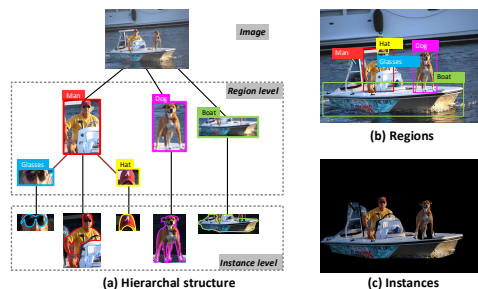 Image
Region level
Man
Dog
Boat
Glasses
Hat
Instance level
(a) Hierarchal structure
Man
Hat
Dog
Glasses
Boat
(b) Regions
(c) Instances